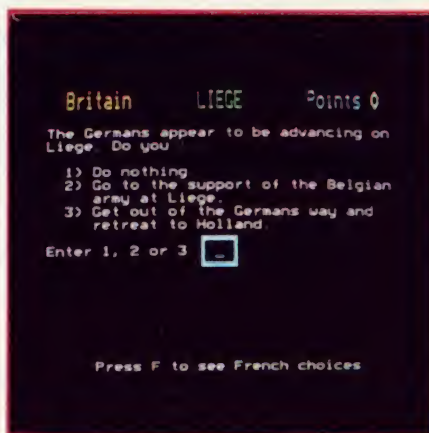 Britain LIEGE Points 0
The Germans appear to be advancing on
Liege. Do you
1) Do nothing
2) Go to the support of the Belgian
army at Liege.
3) Get out of the Germans way and
retreat to Holland.
Enter 1, 2 or 3 _
Press F to see French choices